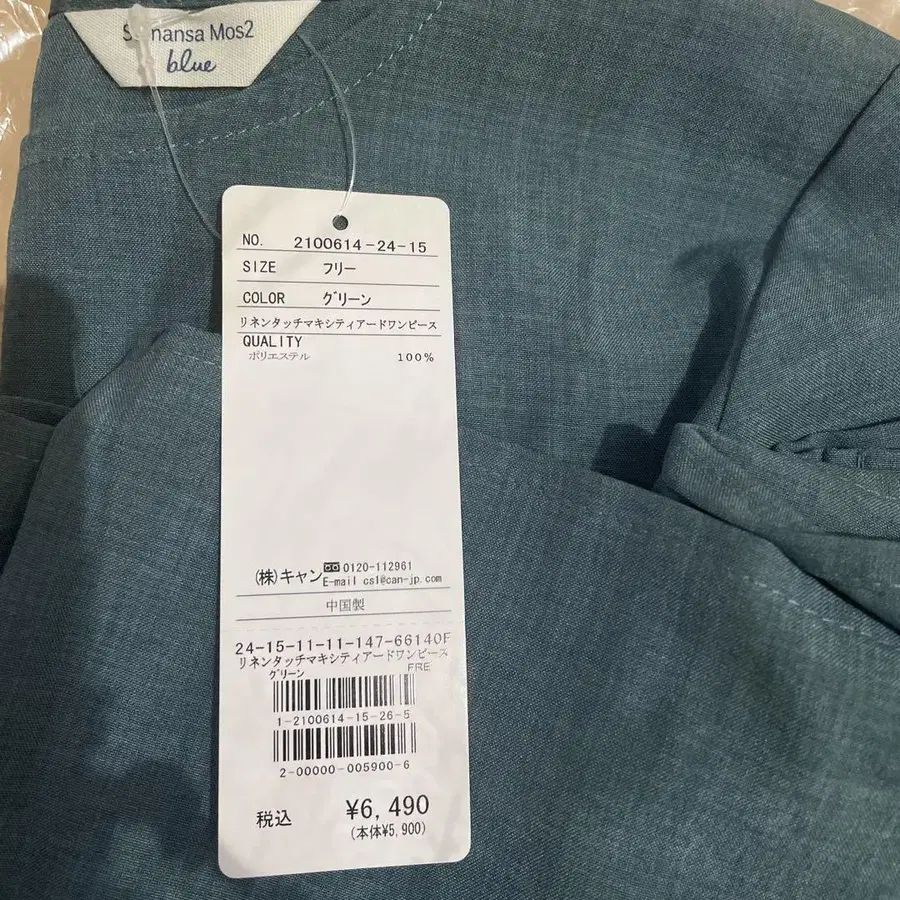 Mos2
blue
NO. 2100614-24-15
SIZE フリー
COLOR グリーン
リネンタッチマキシティアードワンピース
QUALITY
ポリエステル 100%
(株)キャン 0120-112961
E-mail csl@can-jp.com
中国製
24-15-11-11-147-66140F
リネンタッチマキシティアードワンピース
グリーン FRE
1-2100614-15-26-5
2-00000-005900-6
税込 ¥6,490
(本体¥5,900)